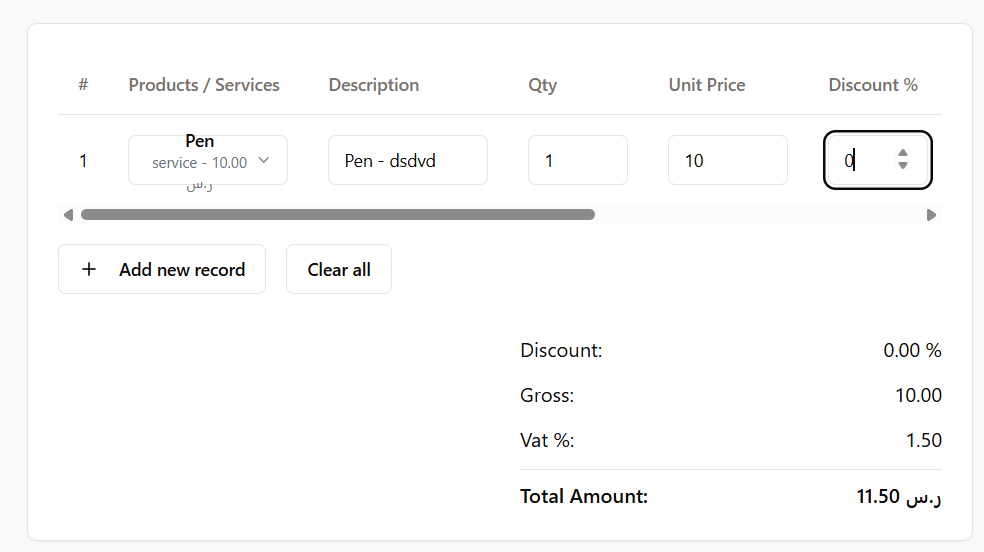 # Products / Services Description Qty Unit Price Discount %
1 Pen Pen - dsdvd 1 10 0
service - 10.00
ر.س
Add new record Clear all
Discount: 0.00 %
Gross: 10.00
Vat %: 1.50
Total Amount: 11.50 ر.س